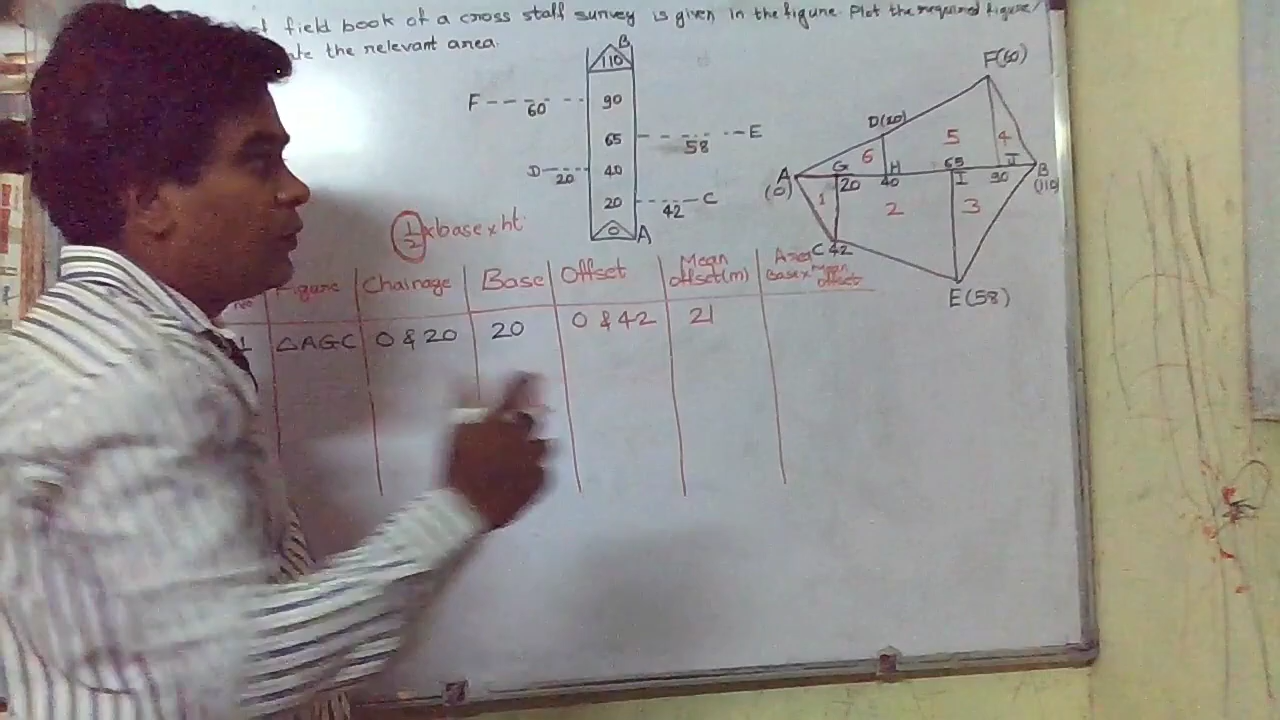 field book of a cross staff survey is given in the figure. Plot the required figure/
the relevant area.
B
110
F 60 90
65 58 E
D 20 40
20 42 C
0 A
F(60)
D(20)
5 4
6
A G H 65 J B
(0) 20 40 I 90 (110)
1 2 3
C 42
E(58)
1/2 × base × ht
No Figure Chainage Base Offset Mean offset(m) Area Base × Mean offset
1 △AGC 0 & 20 20 0 & 42 21